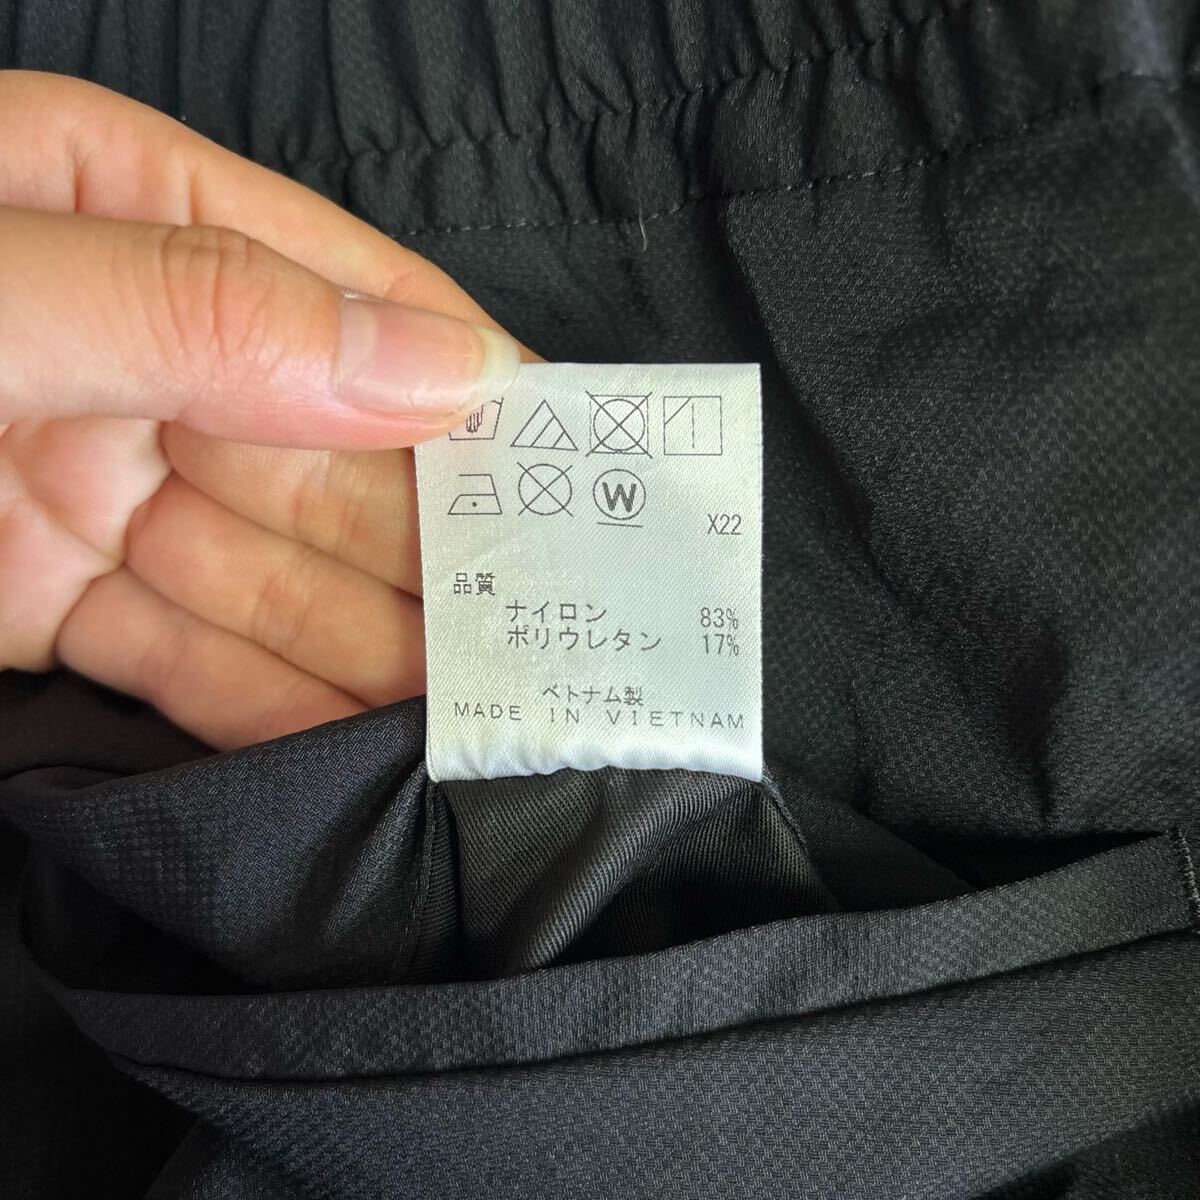 W
X22
品質
ナイロン 83%
ポリウレタン 17%
ベトナム製
MADE IN VIETNAM